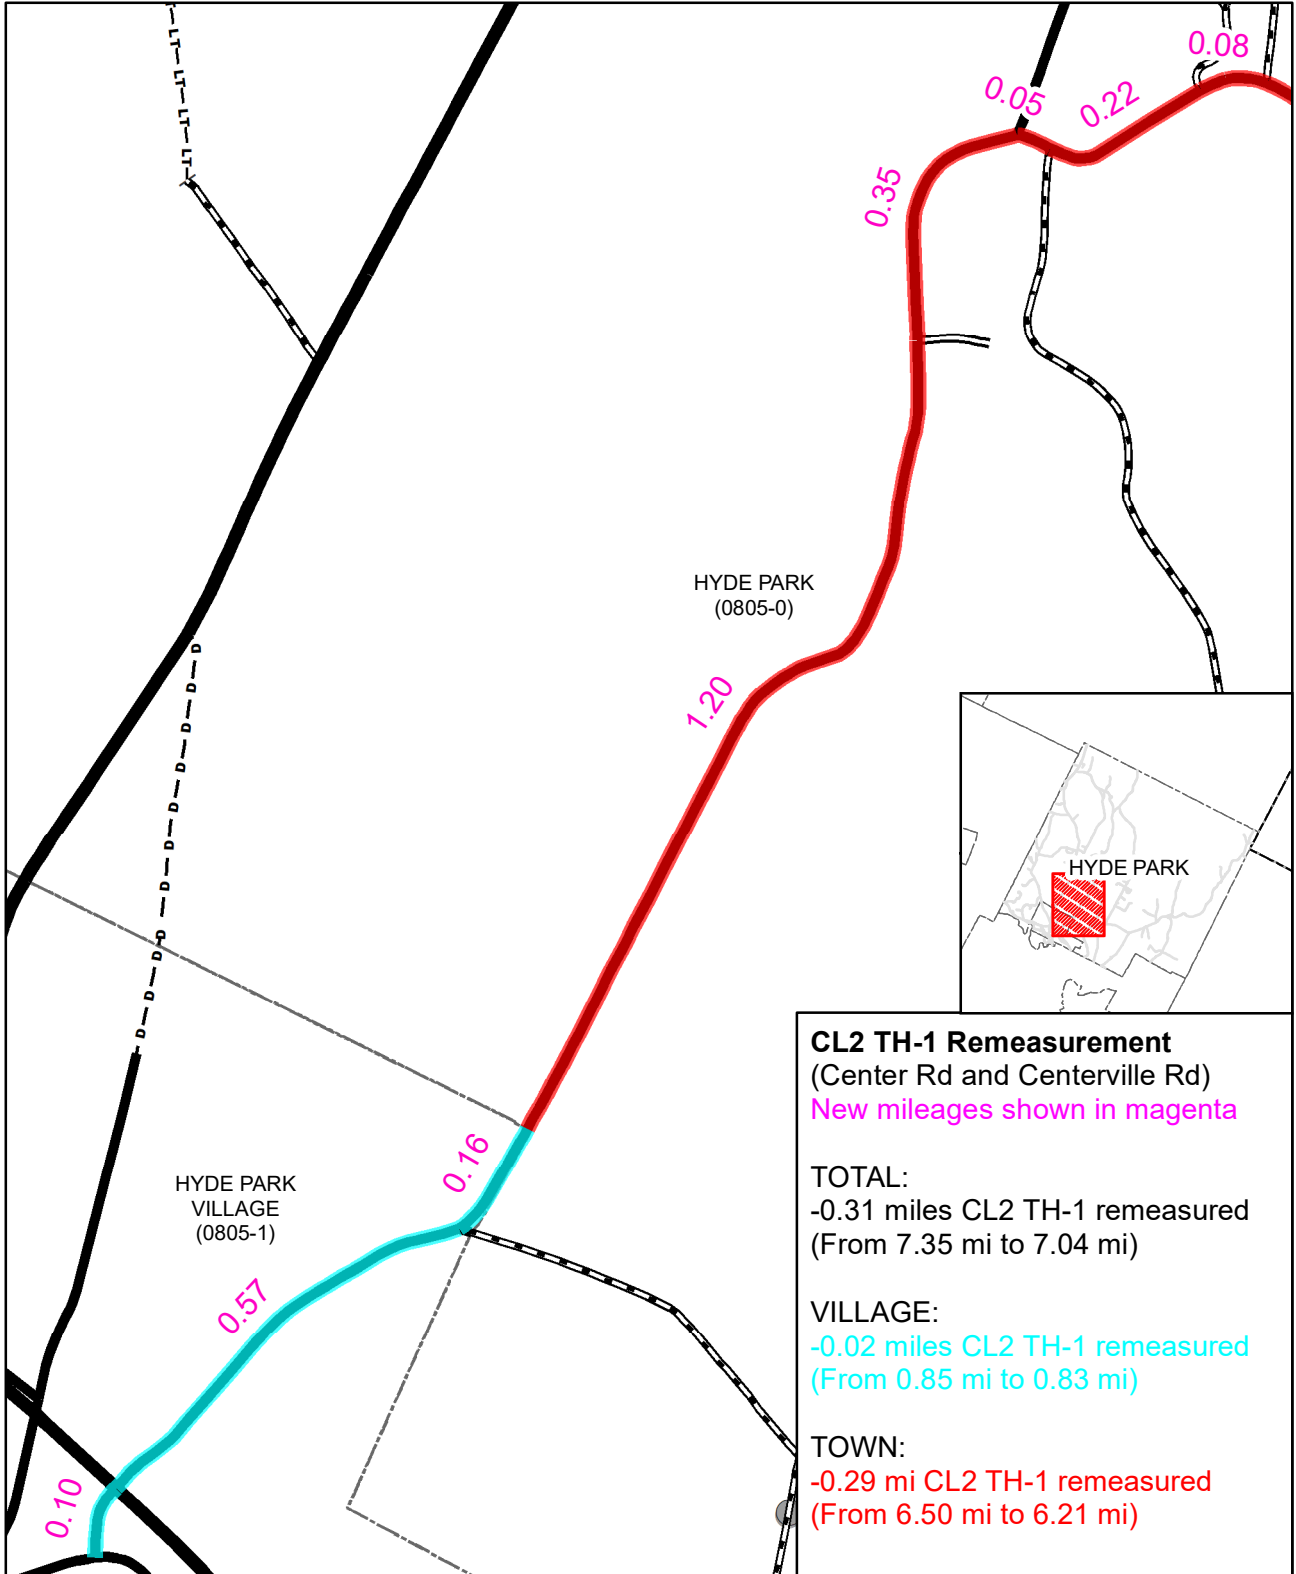 0.08
0.05
0.22
0.35
LT LT LT LT
HYDE PARK
(0805-0)
1.20
D D D D D D D D D D D
HYDE PARK
0.16
HYDE PARK
VILLAGE
(0805-1)
0.57
0.10
CL2 TH-1 Remeasurement
(Center Rd and Centerville Rd)
New mileages shown in magenta
TOTAL:
-0.31 miles CL2 TH-1 remeasured
(From 7.35 mi to 7.04 mi)
VILLAGE:
-0.02 miles CL2 TH-1 remeasured
(From 0.85 mi to 0.83 mi)
TOWN:
-0.29 mi CL2 TH-1 remeasured
(From 6.50 mi to 6.21 mi)